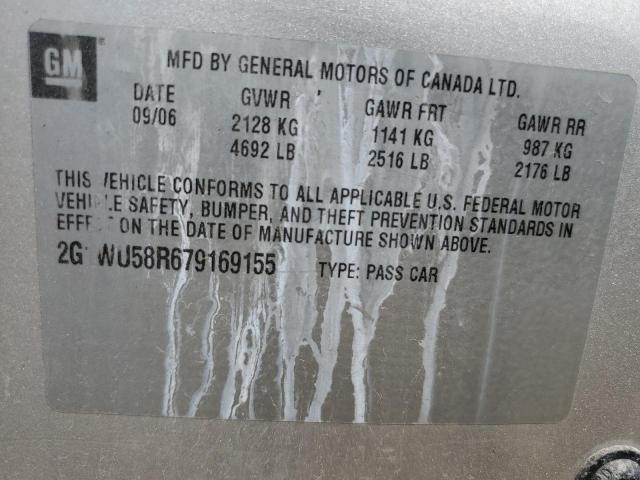 GM
MFD BY GENERAL MOTORS OF CANADA LTD.
DATE GVWR GAWR FRT GAWR RR
09/06 2128 KG 1141 KG 987 KG
4692 LB 2516 LB 2176 LB
THIS VEHICLE CONFORMS TO ALL APPLICABLE U.S. FEDERAL MOTOR
VEHICLE SAFETY, BUMPER, AND THEFT PREVENTION STANDARDS IN
EFFECT ON THE DATE OF MANUFACTURE SHOWN ABOVE.
2G WU58R679169155 TYPE: PASS CAR